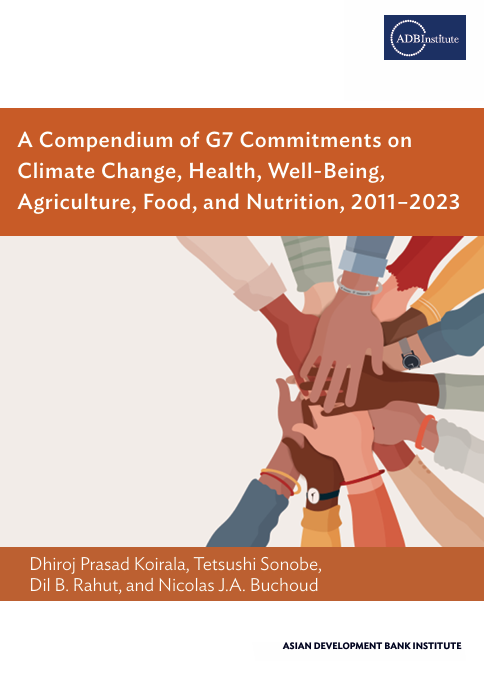 ADBInstitute
A Compendium of G7 Commitments on
Climate Change, Health, Well-Being,
Agriculture, Food, and Nutrition, 2011–2023
Dhiroj Prasad Koirala, Tetsushi Sonobe,
Dil B. Rahut, and Nicolas J.A. Buchoud
ASIAN DEVELOPMENT BANK INSTITUTE